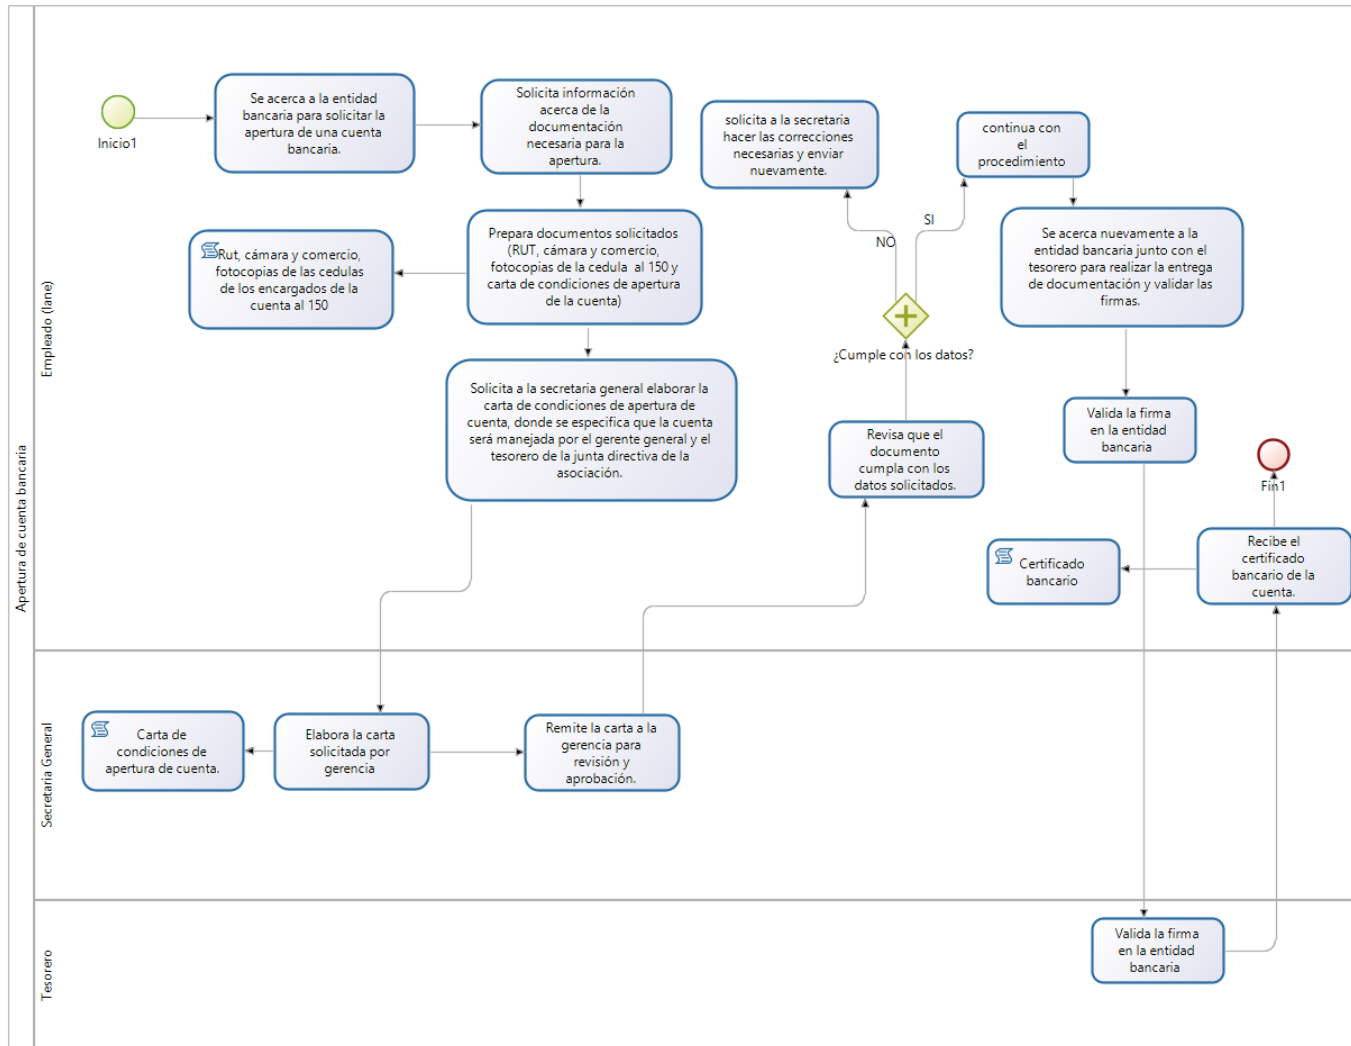 Apertura de cuenta bancaria
Empleado (lane)
Inicio1
Se acerca a la entidad
bancaria para solicitar la
apertura de una cuenta
bancaria.
Solicita información
acerca de la
documentación
necesaria para la
apertura.
Prepara documentos solicitados
(RUT, cámara y comercio,
fotocopias de la cedula al 150 y
carta de condiciones de apertura
de la cuenta)
Rut, cámara y comercio,
fotocopias de las cedulas
de los encargados de la
cuenta al 150
Solicita a la secretaria general elaborar la
carta de condiciones de apertura de
cuenta, donde se especifica que la cuenta
será manejada por el gerente general y el
tesorero de la junta directiva de la
asociación.
solicita a la secretaria
hacer las correcciones
necesarias y enviar
nuevamente.
continua con
el
procedimiento
NO
SI
¿Cumple con los datos?
Revisa que el
documento
cumpla con los
datos solicitados.
Se acerca nuevamente a la
entidad bancaria junto con el
tesorero para realizar la entrega
de documentación y validar las
firmas.
Valida la firma
en la entidad
bancaria
Fin1
Certificado
bancario
Recibe el
certificado
bancario de la
cuenta.
Secretaria General
Carta de
condiciones de
apertura de cuenta.
Elabora la carta
solicitada por
gerencia
Remite la carta a la
gerencia para
revisión y
aprobación.
Tesorero
Valida la firma
en la entidad
bancaria